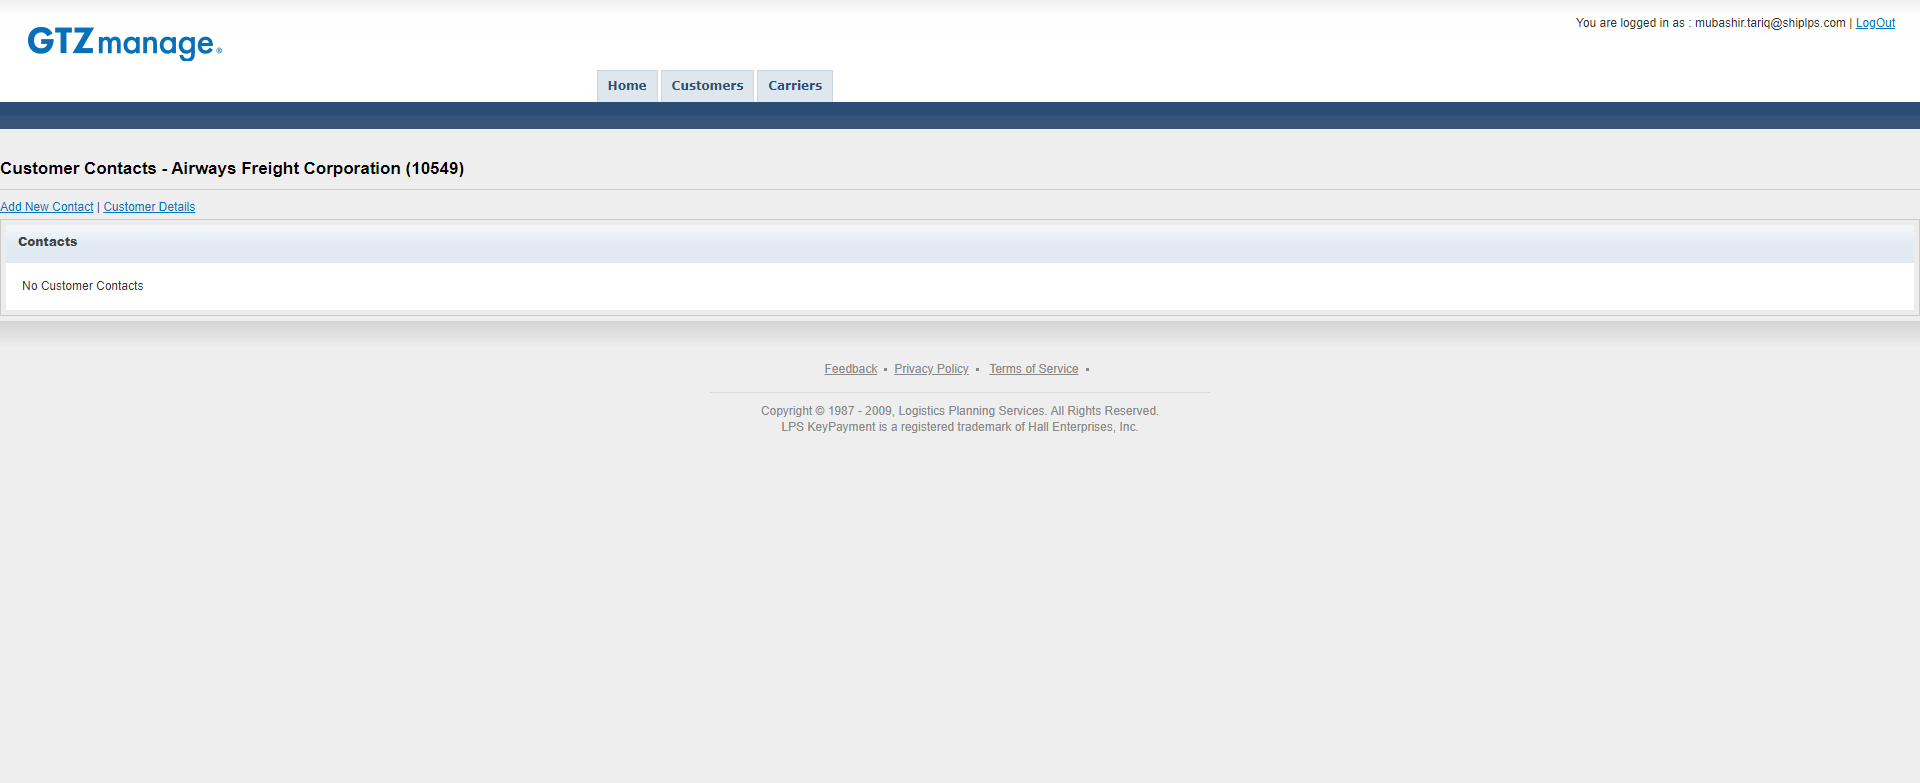 You are logged in as : mubashir.tariq@shiplps.com | LogOut
GTZmanage®
Home Customers Carriers
Customer Contacts - Airways Freight Corporation (10549)
Add New Contact | Customer Details
Contacts
No Customer Contacts
Feedback ▪ Privacy Policy ▪ Terms of Service ▪
Copyright © 1987 - 2009, Logistics Planning Services. All Rights Reserved.
LPS KeyPayment is a registered trademark of Hall Enterprises, Inc.